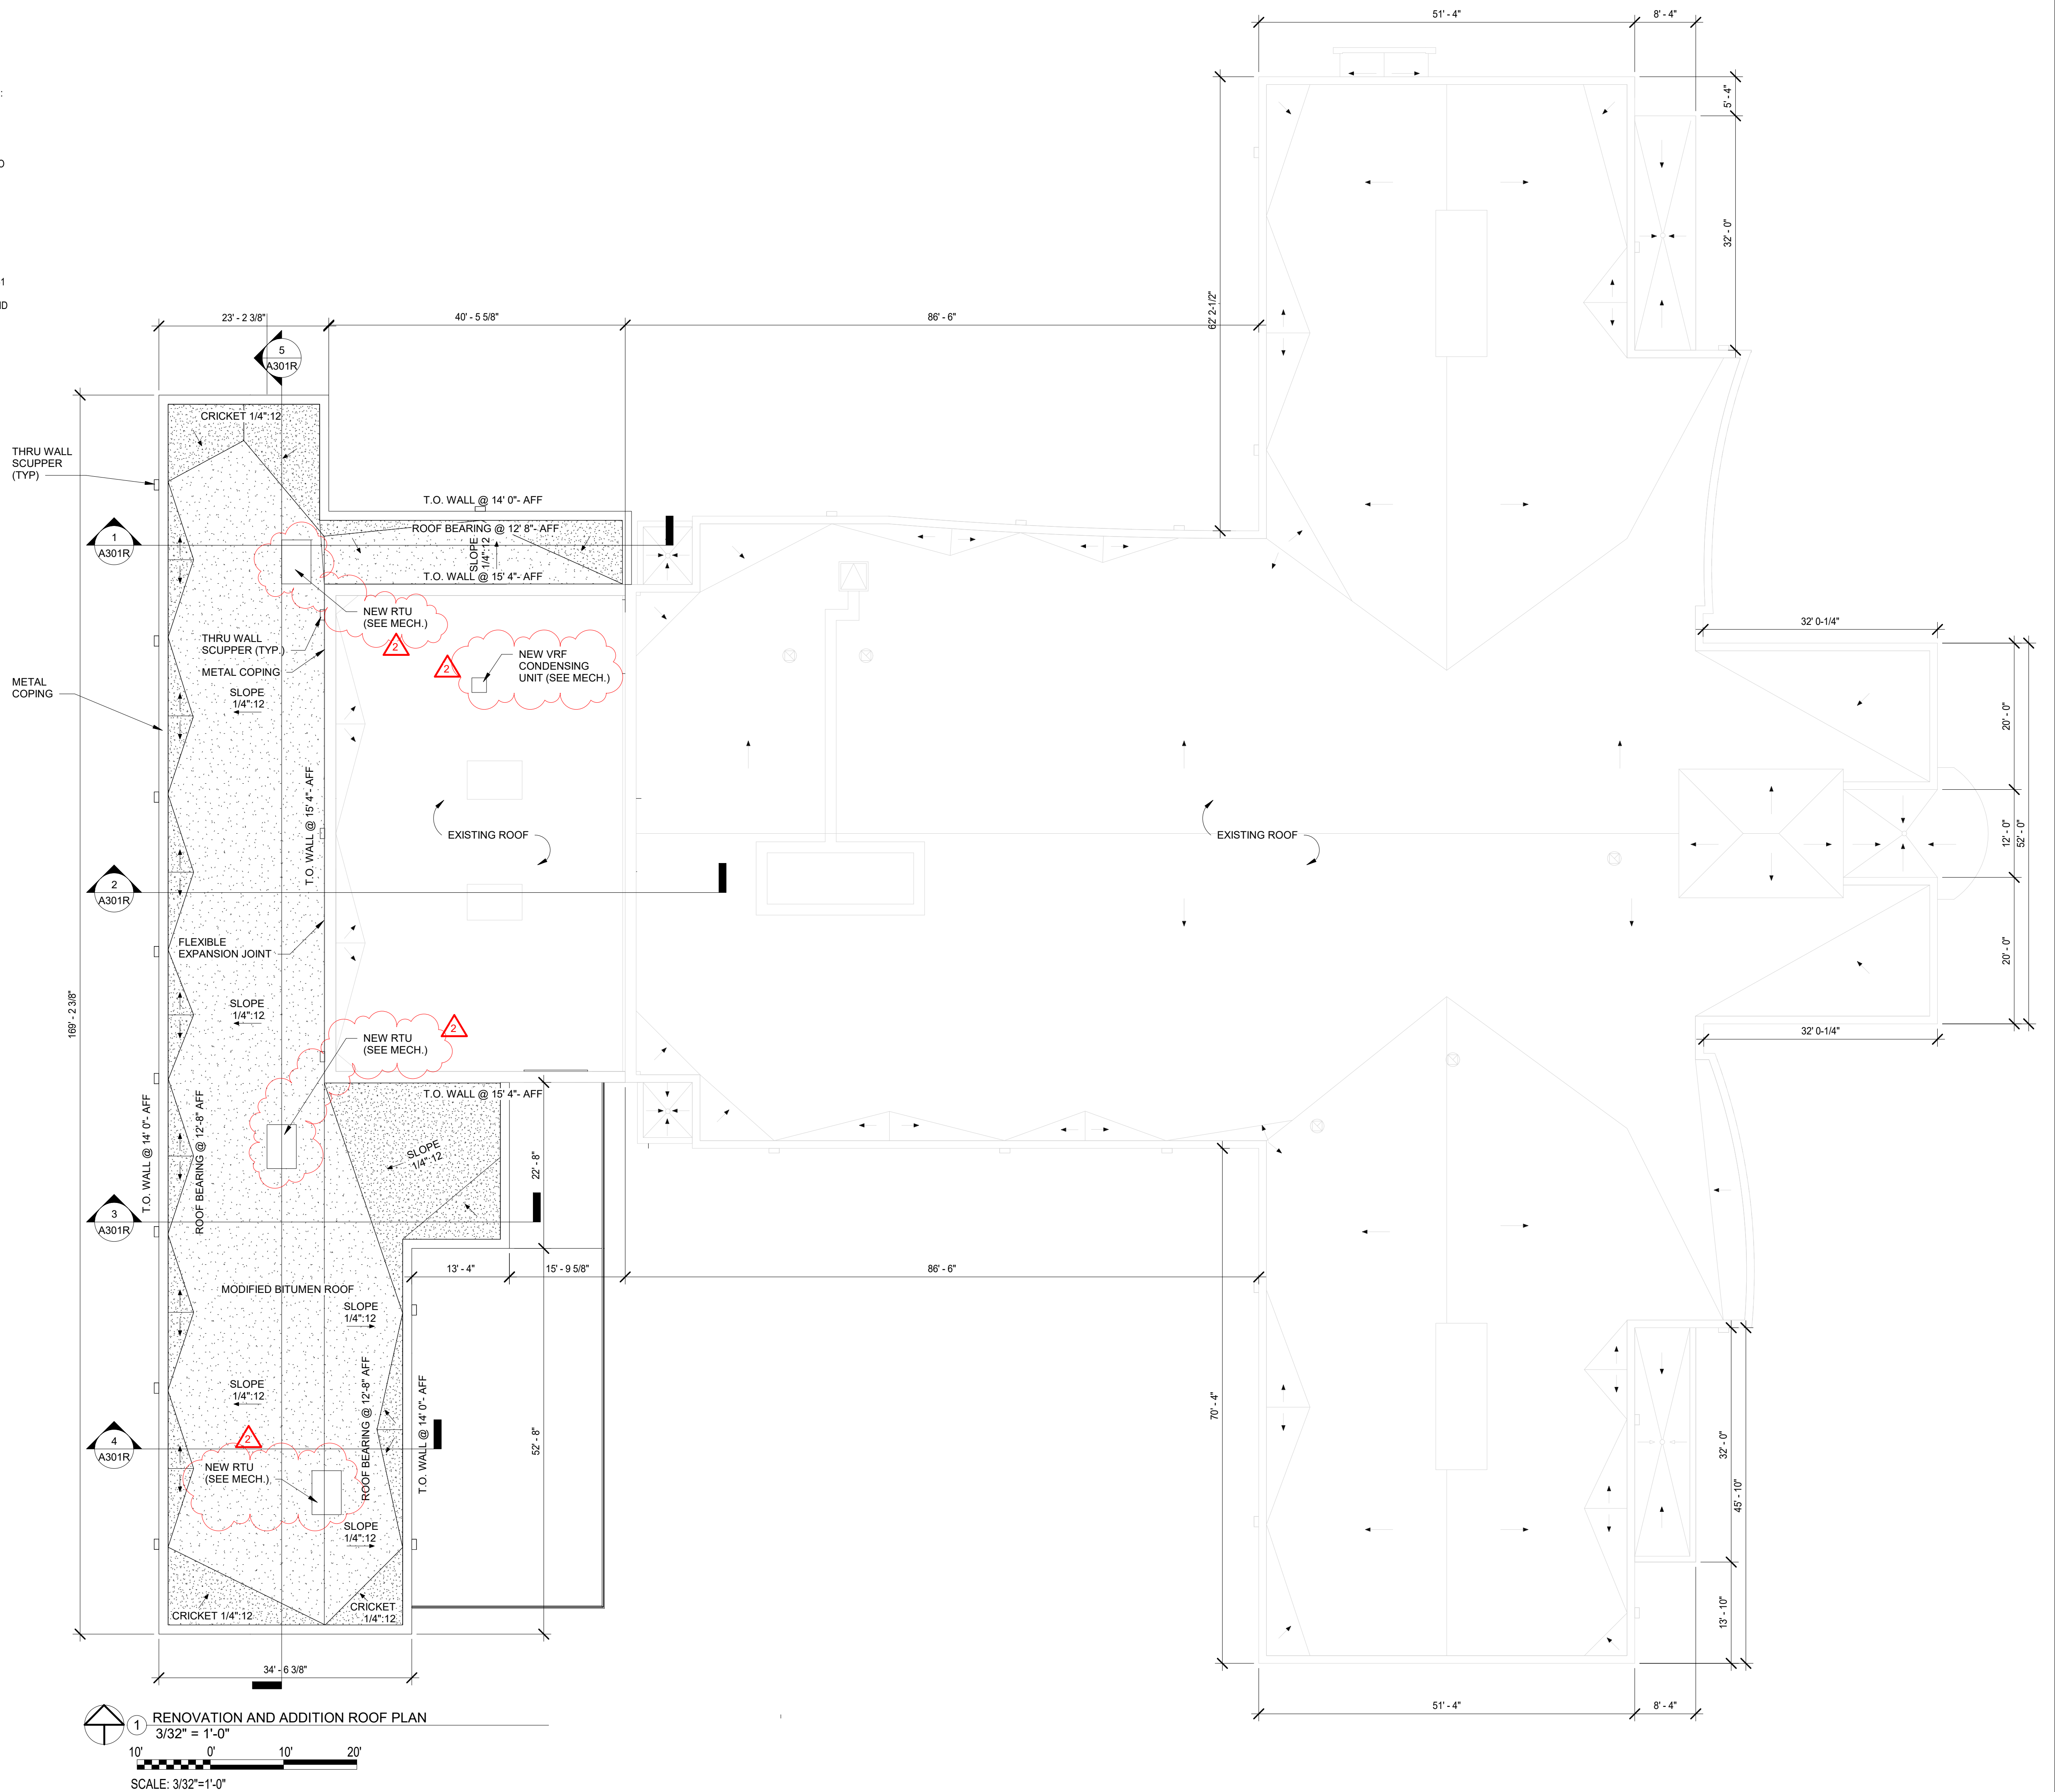 51' - 4"
8' - 4"
:
5' - 4"
O
62' 2-1/2"
32' - 0"
1
ID
23' - 2 3/8"
40' - 5 5/8"
86' - 6"
5
A301R
CRICKET 1/4":12
THRU WALL
SCUPPER
(TYP)
T.O. WALL @ 14' 0"- AFF
ROOF BEARING @ 12' 8"- AFF
SLOPE
1/4":12
1
A301R
T.O. WALL @ 15' 4"- AFF
NEW RTU
(SEE MECH.)
2
32' 0-1/4"
THRU WALL
SCUPPER (TYP.)
METAL COPING
2
NEW VRF
CONDENSING
UNIT (SEE MECH.)
METAL
COPING
SLOPE
1/4":12
20' - 0"
T.O. WALL @ 15' 4"- AFF
EXISTING ROOF
EXISTING ROOF
12' - 0"
52' - 0"
2
A301R
FLEXIBLE
EXPANSION JOINT
20' - 0"
169' - 2 3/8"
SLOPE
1/4":12
NEW RTU
(SEE MECH.)
2
32' 0-1/4"
T.O. WALL @ 15' 4"- AFF
T.O. WALL @ 14' 0"- AFF
ROOF BEARING @ 12'-8" AFF
SLOPE
1/4":12
22' - 8"
3
A301R
13' - 4"
15' - 9 5/8"
86' - 6"
MODIFIED BITUMEN ROOF
SLOPE
1/4":12
SLOPE
1/4":12
ROOF BEARING @ 12'-8" AFF
T.O. WALL @ 14' 0"- AFF
70' - 4"
52' - 8"
32' - 0"
45' - 10"
4
A301R
2
NEW RTU
(SEE MECH.)
SLOPE
1/4":12
CRICKET 1/4":12
CRICKET
1/4":12
13' - 10"
34' - 6 3/8"
51' - 4"
8' - 4"
1
RENOVATION AND ADDITION ROOF PLAN
3/32" = 1'-0"
10'
0'
10'
20'
SCALE: 3/32"=1'-0"